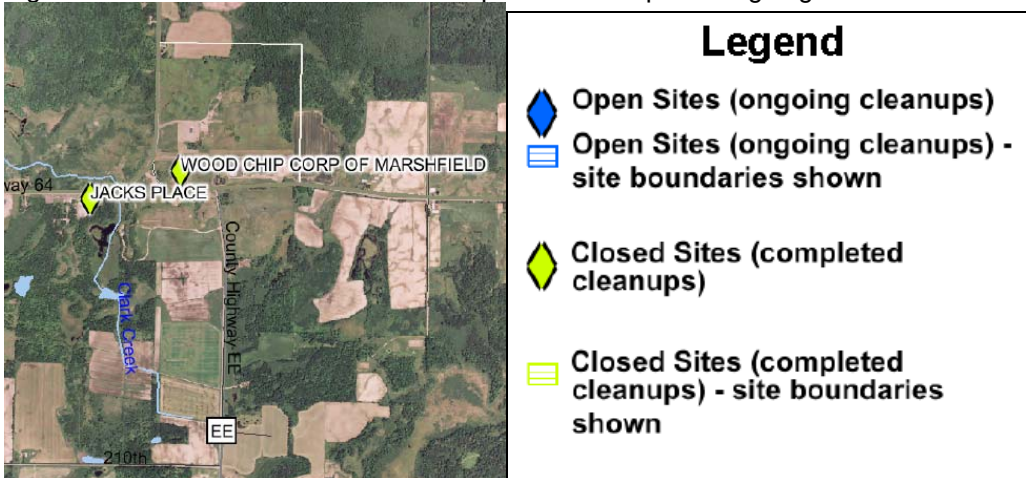 WOOD CHIP CORP OF MARSHFIELD
way 64
JACKS PLACE
County Highway EE
Clark Creek
EE
210th
Legend
Open Sites (ongoing cleanups)
Open Sites (ongoing cleanups) -
site boundaries shown
Closed Sites (completed
cleanups)
Closed Sites (completed
cleanups) - site boundaries
shown